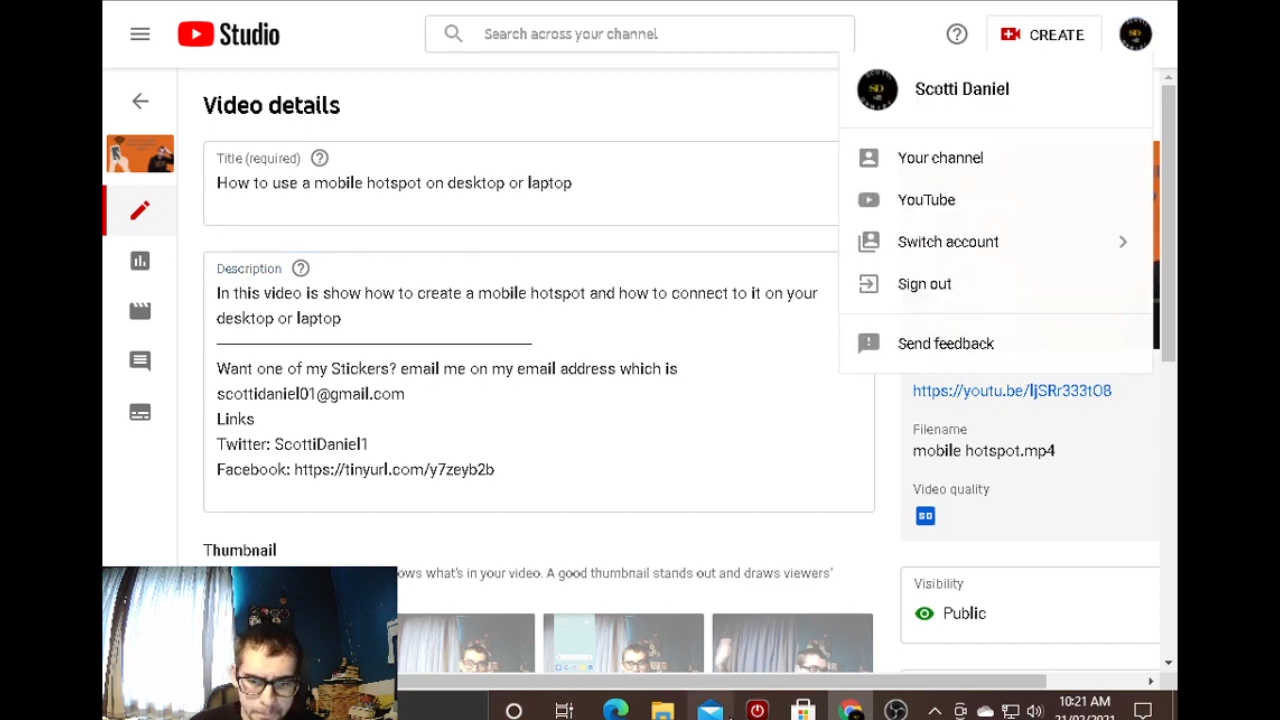 Studio
Search across your channel
CREATE
SD
Scotti Daniel
Your channel
YouTube
Switch account
Sign out
Send feedback
Video details
Title (required)
How to use a mobile hotspot on desktop or laptop
Description
In this video is show how to create a mobile hotspot and how to connect to it on your
desktop or laptop
Want one of my Stickers? email me on my email address which is
scottidaniel01@gmail.com
Links
Twitter: ScottiDaniel1
Facebook: https://tinyurl.com/y7zeyb2b
https://youtu.be/ljSRr333tO8
Filename
mobile hotspot.mp4
Video quality
SD
Visibility
Public
Thumbnail
ows what's in your video. A good thumbnail stands out and draws viewers'
10:21 AM
21/03/2021